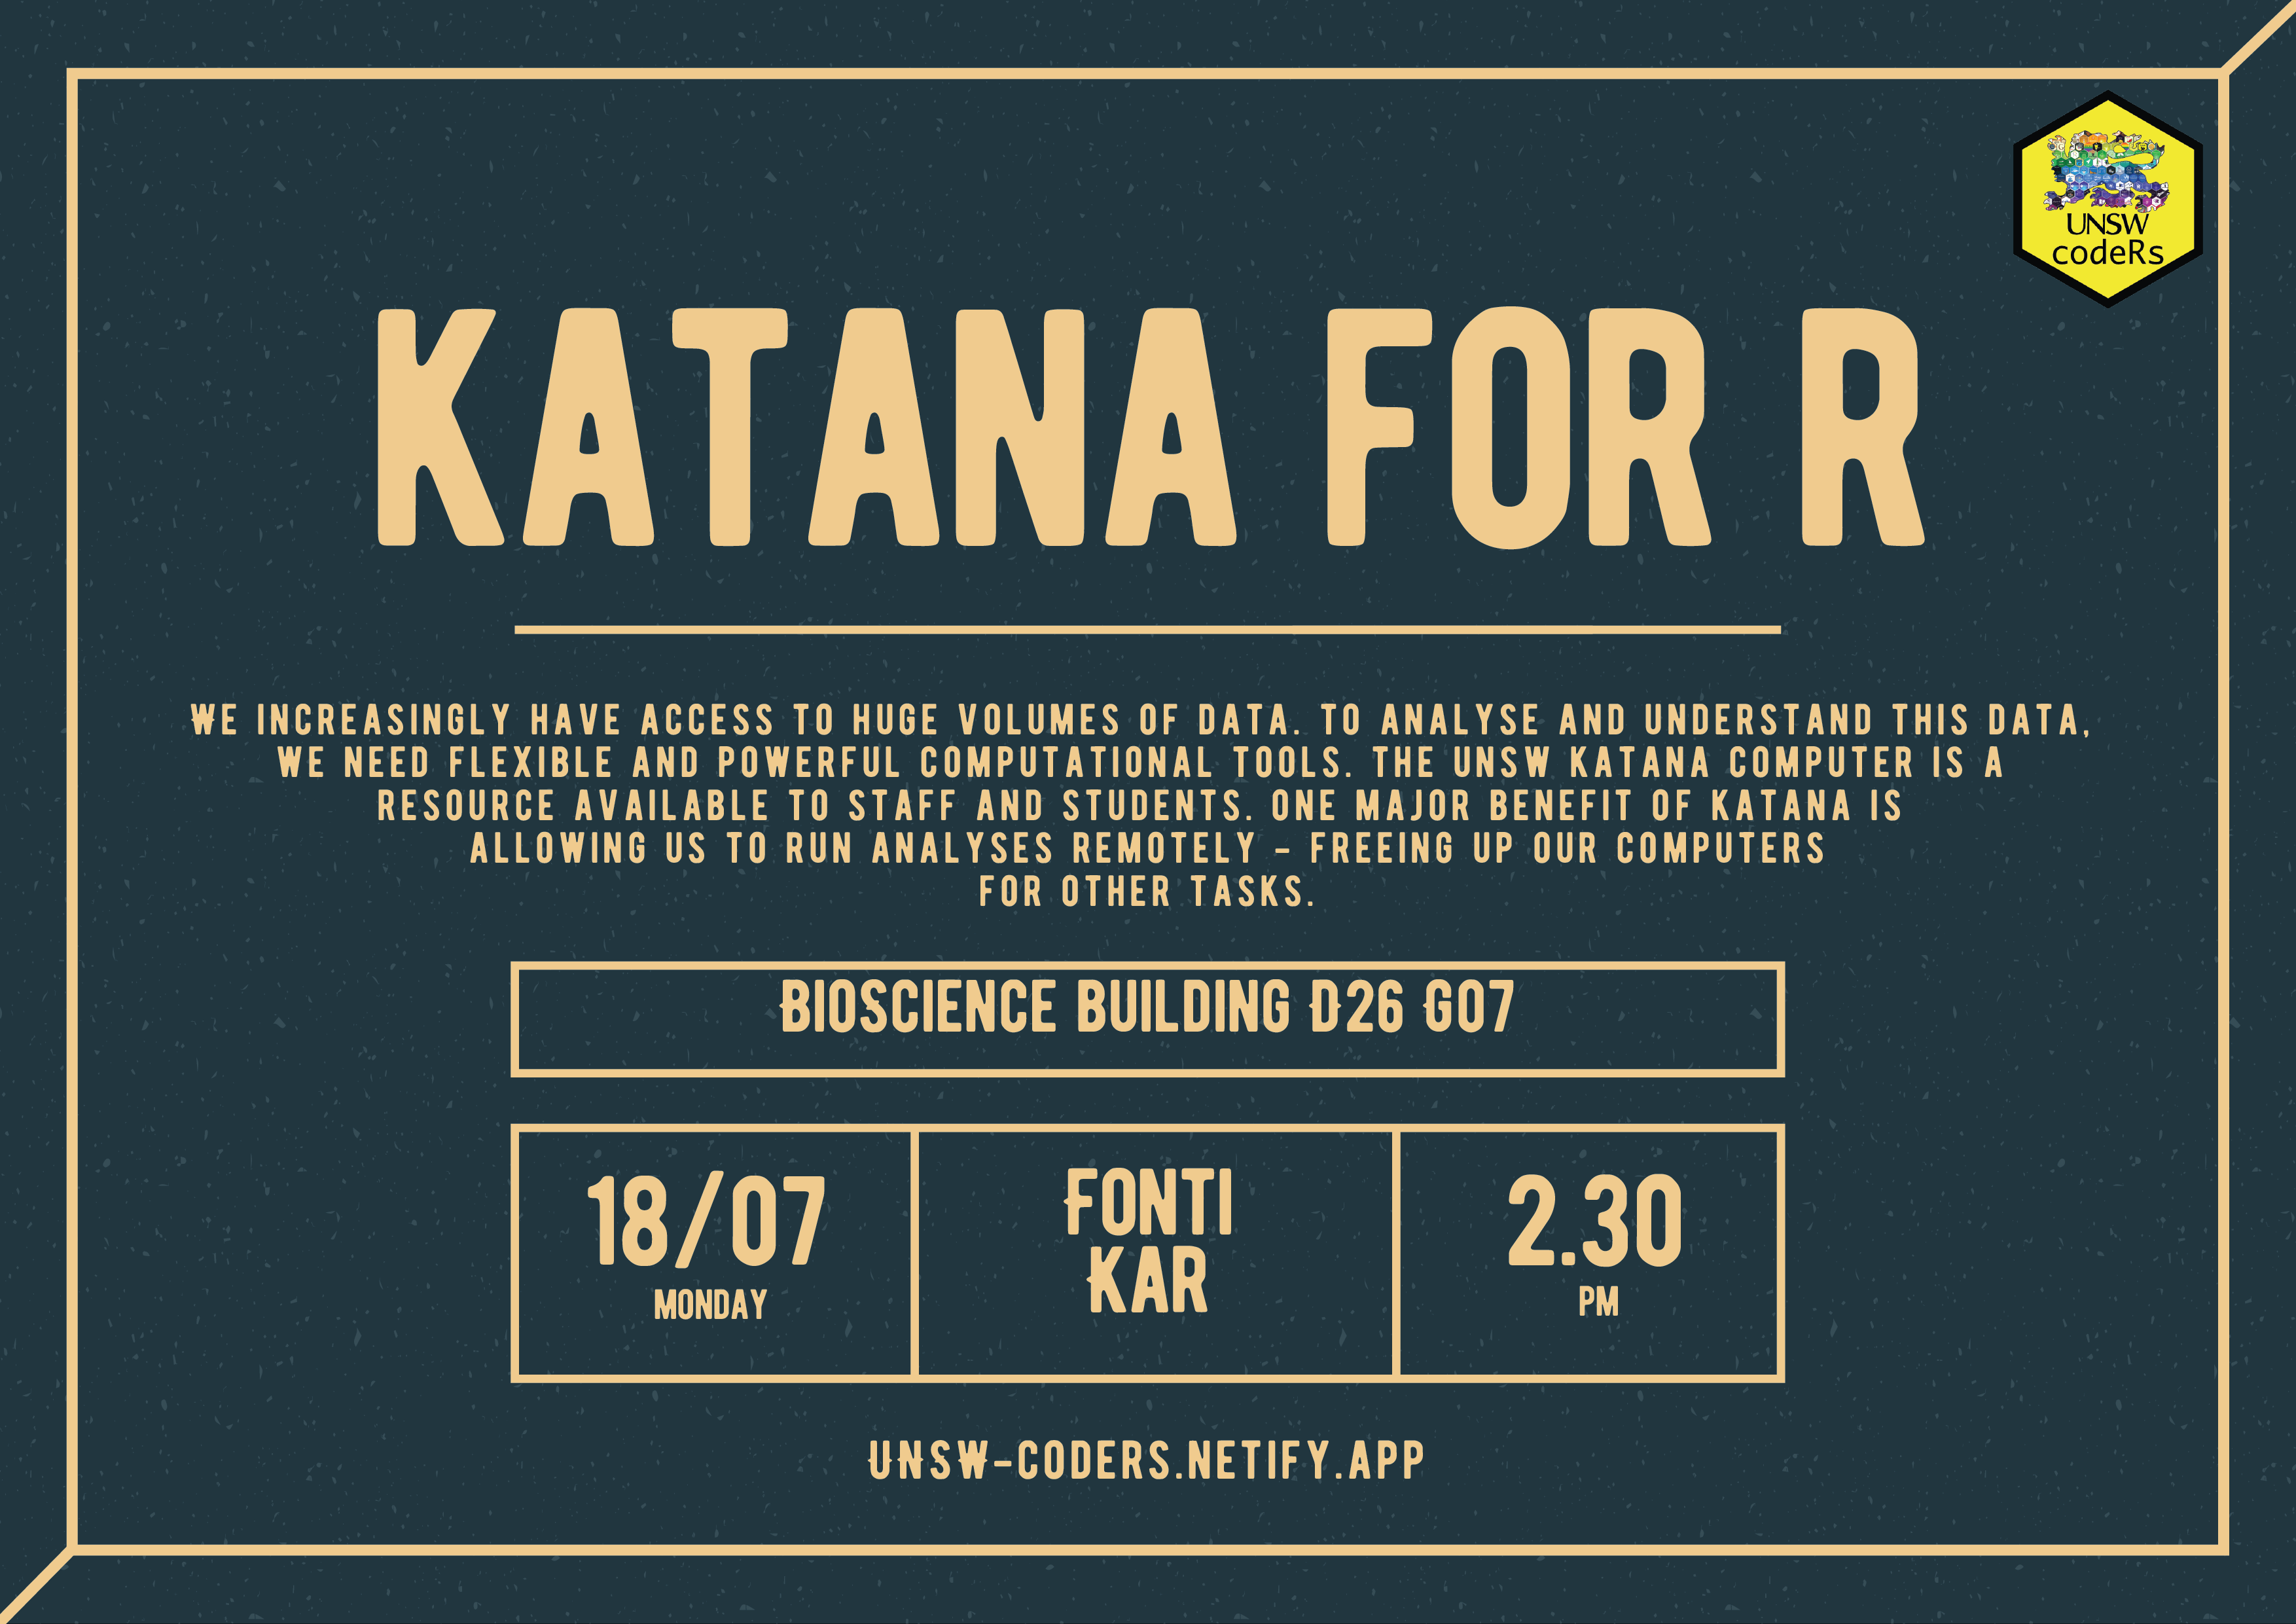 UNSW
codeRs
KATANA FOR R
WE INCREASINGLY HAVE ACCESS TO HUGE VOLUMES OF DATA. TO ANALYSE AND UNDERSTAND THIS DATA,
WE NEED FLEXIBLE AND POWERFUL COMPUTATIONAL TOOLS. THE UNSW KATANA COMPUTER IS A
RESOURCE AVAILABLE TO STAFF AND STUDENTS. ONE MAJOR BENEFIT OF KATANA IS
ALLOWING US TO RUN ANALYSES REMOTELY - FREEING UP OUR COMPUTERS
FOR OTHER TASKS.
BIOSCIENCE BUILDING D26 G07
18/07
MONDAY
FONTI
KAR
2.30
PM
UNSW-CODERS.NETIFY.APP